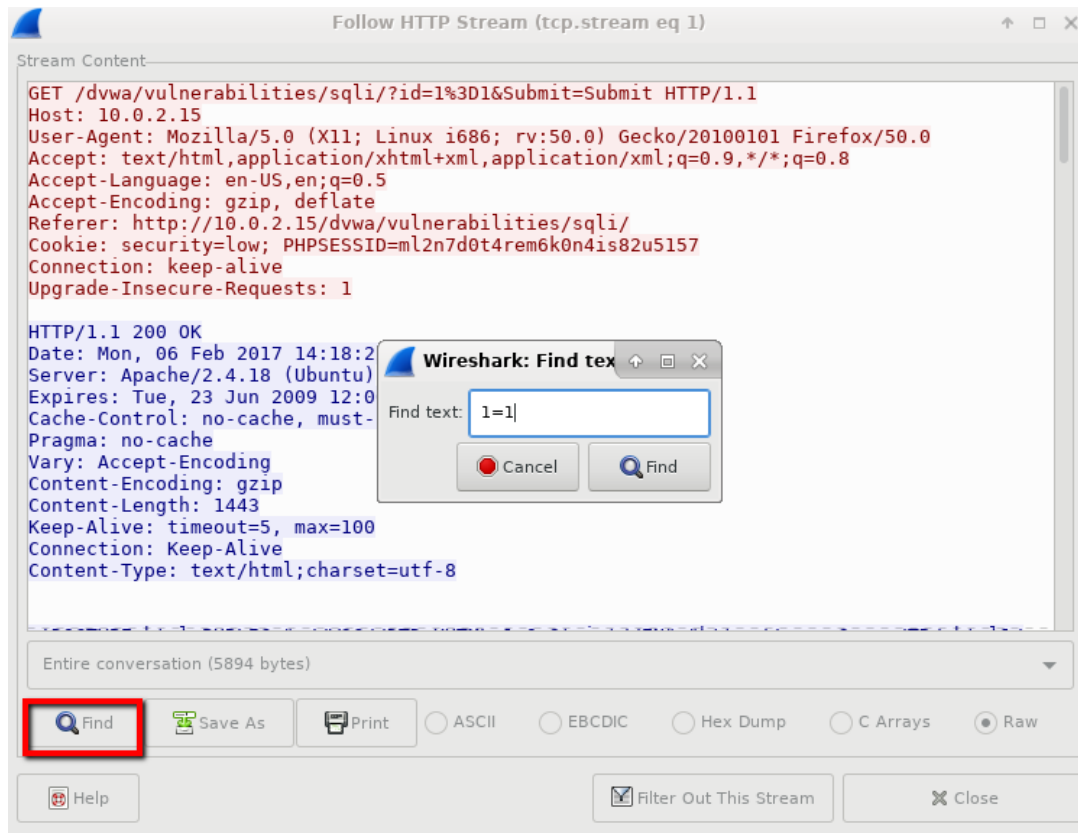 Follow HTTP Stream (tcp.stream eq 1)
Stream Content
GET /dvwa/vulnerabilities/sqli/?id=1%3D1&Submit=Submit HTTP/1.1
Host: 10.0.2.15
User-Agent: Mozilla/5.0 (X11; Linux i686; rv:50.0) Gecko/20100101 Firefox/50.0
Accept: text/html,application/xhtml+xml,application/xml;q=0.9,*/*;q=0.8
Accept-Language: en-US,en;q=0.5
Accept-Encoding: gzip, deflate
Referer: http://10.0.2.15/dvwa/vulnerabilities/sqli/
Cookie: security=low; PHPSESSID=ml2n7d0t4rem6k0n4is82u5157
Connection: keep-alive
Upgrade-Insecure-Requests: 1
HTTP/1.1 200 OK
Date: Mon, 06 Feb 2017 14:18:2
Server: Apache/2.4.18 (Ubuntu)
Expires: Tue, 23 Jun 2009 12:0
Cache-Control: no-cache, must-
Pragma: no-cache
Vary: Accept-Encoding
Content-Encoding: gzip
Content-Length: 1443
Keep-Alive: timeout=5, max=100
Connection: Keep-Alive
Content-Type: text/html;charset=utf-8
Wireshark: Find tex
Find text: 1=1
Cancel Find
Entire conversation (5894 bytes)
Find Save As Print ASCII EBCDIC Hex Dump C Arrays Raw
Help Filter Out This Stream Close